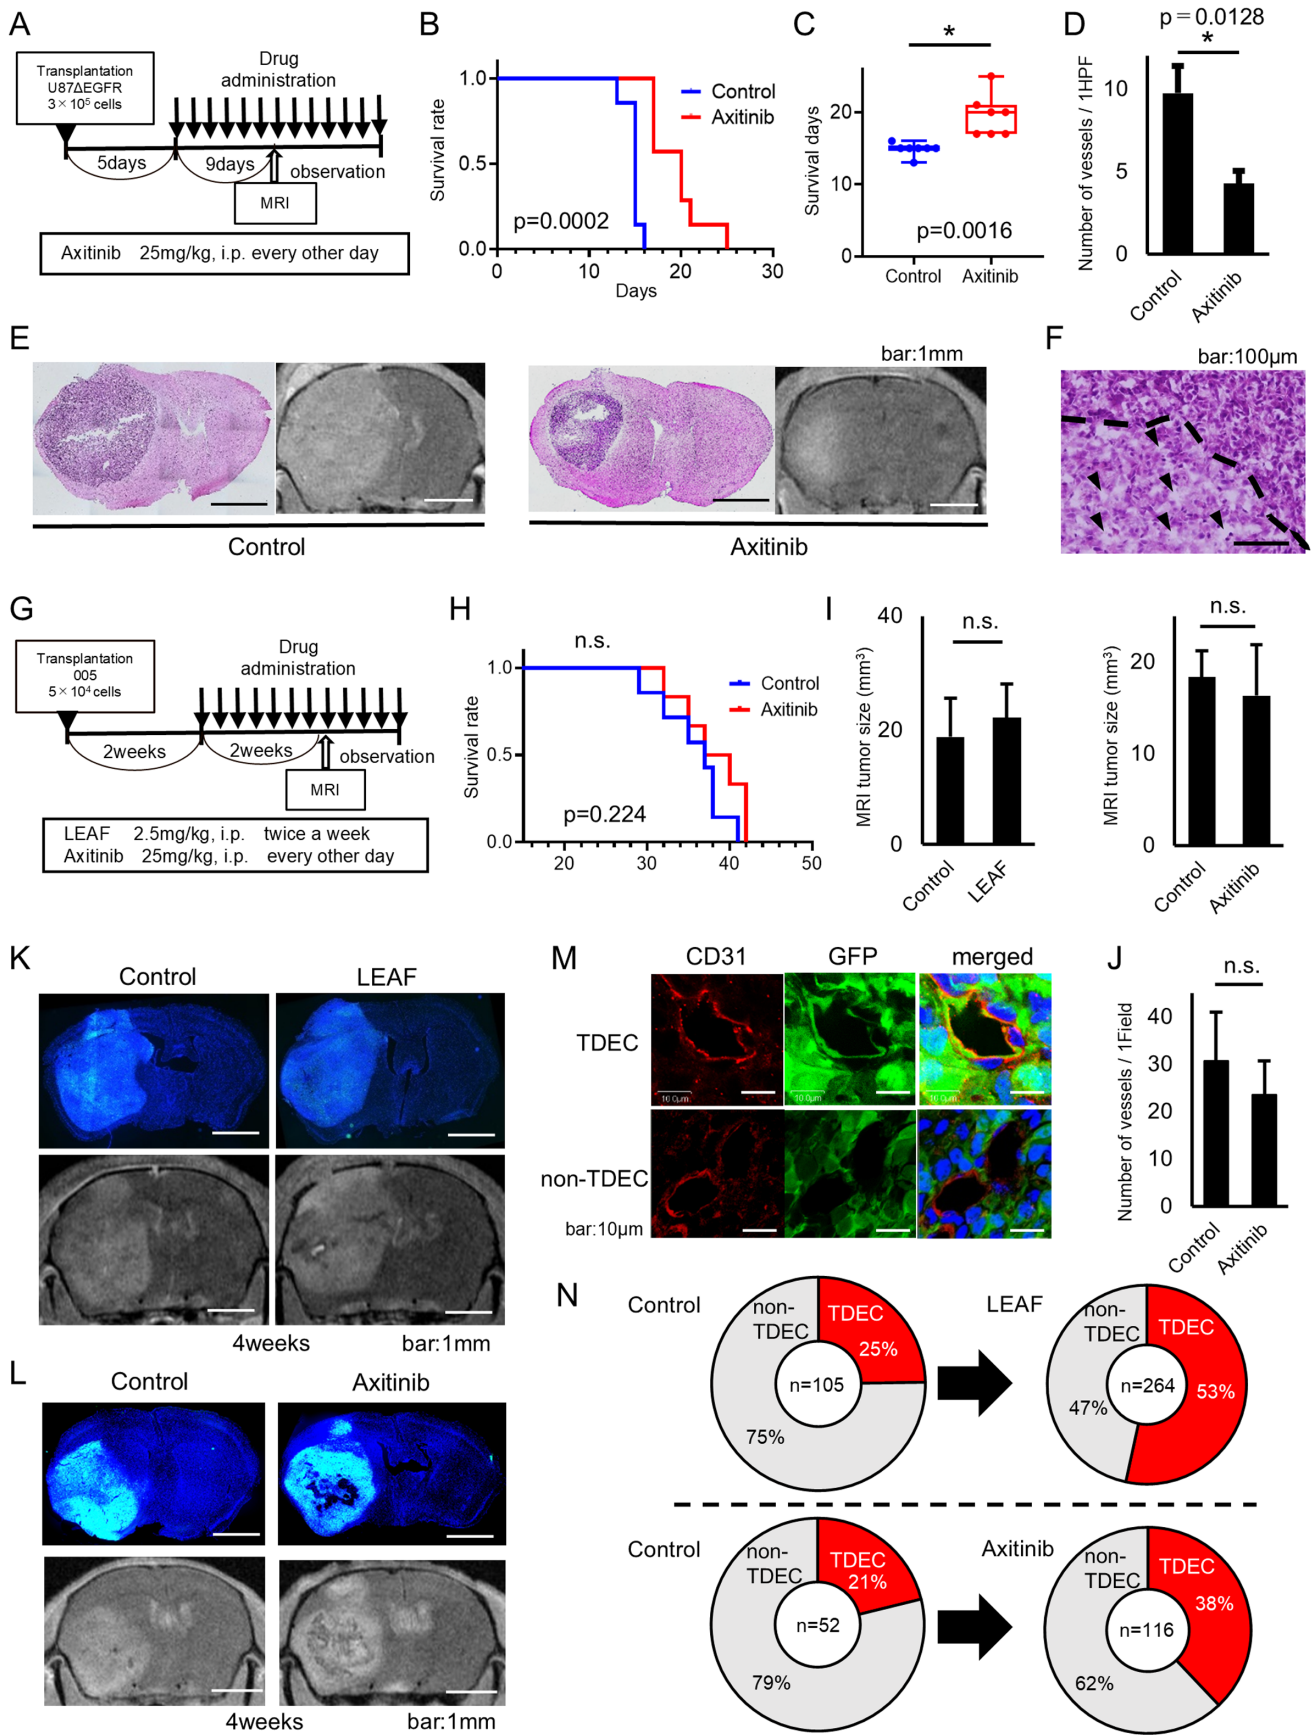 A
Transplantation
U87ΔEGFR
3×10⁵ cells
Drug
administration
5days
9days
observation
MRI
Axitinib 25mg/kg, i.p. every other day
B
Survival rate
1.0
0.5
0.0
0
10
20
30
Days
Control
Axitinib
p=0.0002
C
*
Survival days
20
10
0
p=0.0016
Control
Axitinib
D
p=0.0128
*
Number of vessels / 1HPF
10
5
0
Control
Axitinib
E
bar:1mm
Control
Axitinib
F
bar:100μm
G
Transplantation
005
5×10⁴cells
Drug
administration
2weeks
2weeks
observation
MRI
LEAF 2.5mg/kg, i.p. twice a week
Axitinib 25mg/kg, i.p. every other day
H
n.s.
Survival rate
1.0
0.5
0.0
20
30
40
50
Control
Axitinib
p=0.224
I
n.s.
MRI tumor size (mm³)
40
20
0
Control
LEAF
n.s.
MRI tumor size (mm³)
20
10
0
Control
Axitinib
K
Control
LEAF
4weeks
bar:1mm
M
CD31
GFP
merged
TDEC
10.0μm
10.0μm
10.0μm
non-TDEC
bar:10μm
J
n.s.
Number of vessels / 1Field
40
30
20
10
0
Control
Axitinib
L
Control
Axitinib
4weeks
bar:1mm
N
Control
non-
TDEC
TDEC
25%
n=105
75%
LEAF
non-
TDEC
TDEC
53%
n=264
47%
Control
non-
TDEC
TDEC
21%
n=52
79%
Axitinib
non-
TDEC
TDEC
38%
n=116
62%